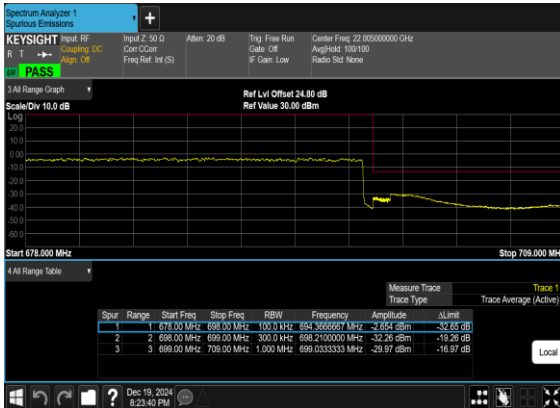 Spectrum Analyzer 1
Spurious Emissions
+
KEYSIGHT Input: RF Input Z: 50 Ω Atten: 20 dB Trig: Free Run Center Freq: 22.005000000 GHz
R T Coupling: DC Corr CCorr Gate: Off Avg|Hold: 100/100
Align: Off Freq Ref: Int (S) IF Gain: Low Radio Std: None
LXI PASS
3 All Range Graph
Ref Lvl Offset 24.80 dB
Scale/Div 10.0 dB Ref Value 30.00 dBm
Log
20.0
10.0
0.00
-10.0
-20.0
-30.0
-40.0
-50.0
-60.0
Start 678.000 MHz Stop 709.000 MH
4 All Range Table
Measure Trace Trace 1
Trace Type Trace Average (Active)
Spur Range Start Freq Stop Freq RBW Frequency Amplitude ΔLimit
1 1 678.00 MHz 698.00 MHz 100.0 kHz 694.3666667 MHz -2.654 dBm -32.65 dB
2 2 698.00 MHz 699.00 MHz 300.0 kHz 698.2100000 MHz -32.26 dBm -19.26 dB
3 3 699.00 MHz 709.00 MHz 1.000 MHz 699.0333333 MHz -29.97 dBm -16.97 dB
Local
?
Dec 19, 2024
8:23:40 PM